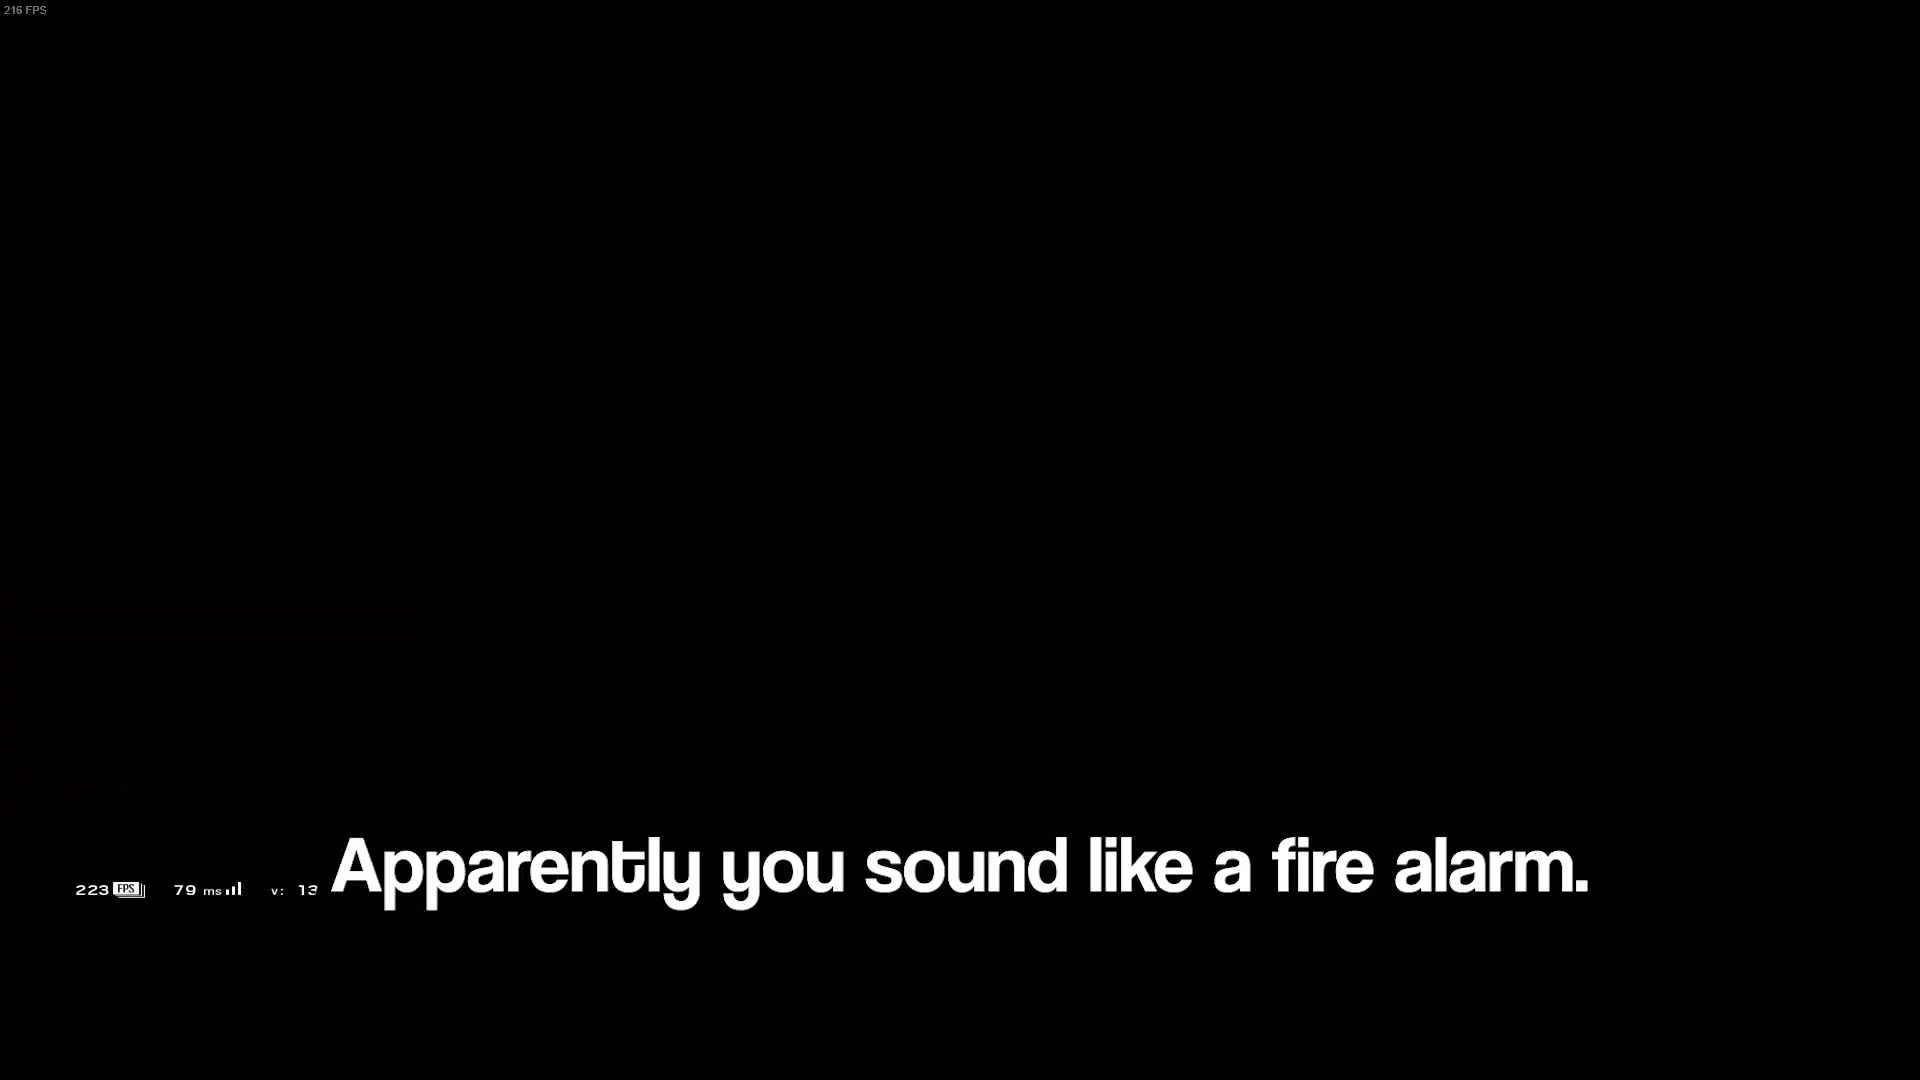 216 FPS
Apparently you sound like a fire alarm.
223 FPS 79 ms v: 13